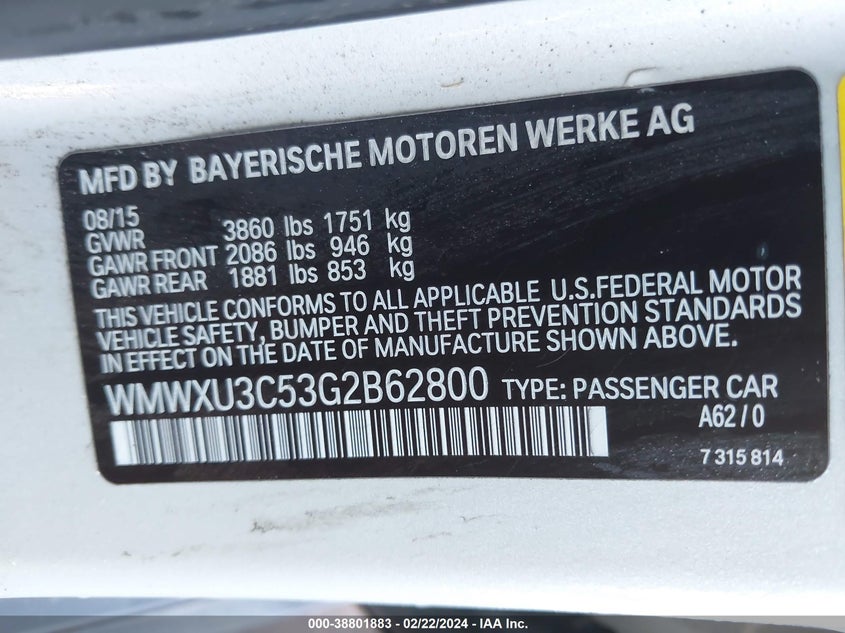 MFD BY BAYERISCHE MOTOREN WERKE AG
08/15
GVWR 3860 lbs 1751 kg
GAWR FRONT 2086 lbs 946 kg
GAWR REAR 1881 lbs 853 kg
THIS VEHICLE CONFORMS TO ALL APPLICABLE U.S.FEDERAL MOTOR
VEHICLE SAFETY, BUMPER AND THEFT PREVENTION STANDARDS
IN EFFECT ON THE DATE OF MANUFACTURE SHOWN ABOVE.
WMWXU3C53G2B62800 TYPE: PASSENGER CAR
A62/0
7 315 814
000-38801883 - 02/22/2024 - IAA Inc.